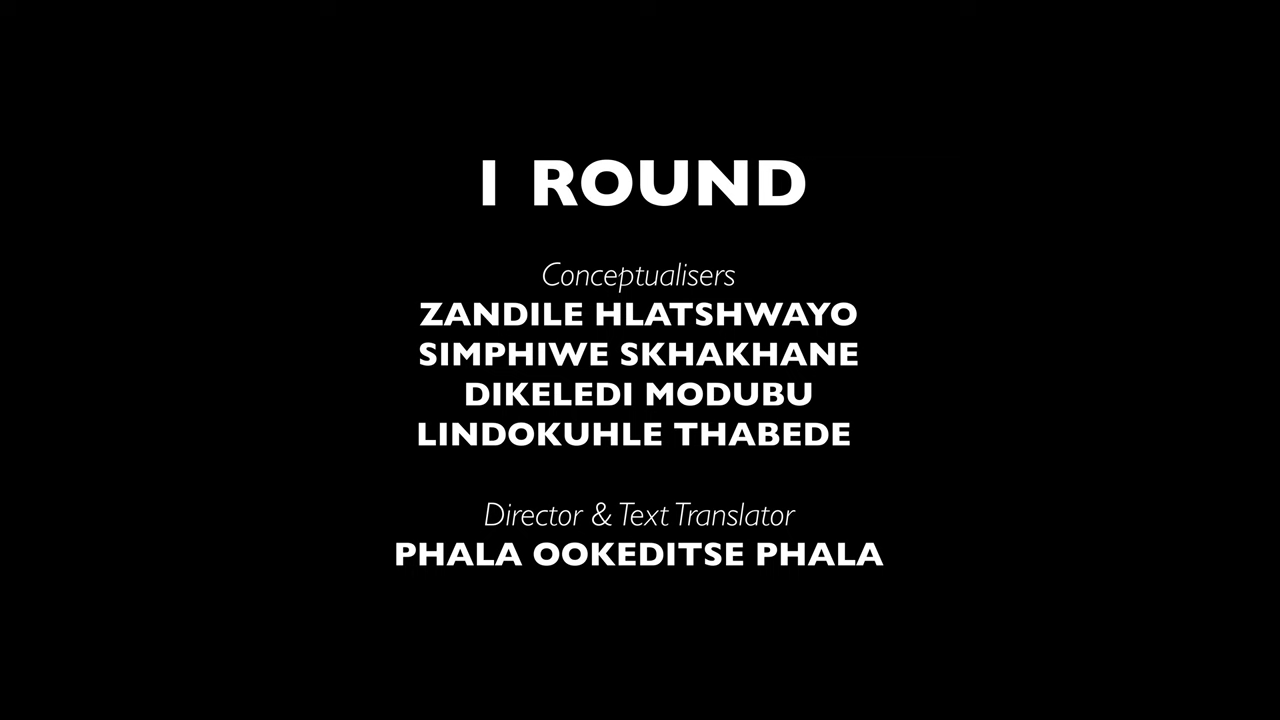 I ROUND
Conceptualisers
ZANDILE HLATSHWAYO
SIMPHIWE SKHAKHANE
DIKELEDI MODUBU
LINDOKUHLE THABEDE
Director & Text Translator
PHALA OOKEDITSE PHALA